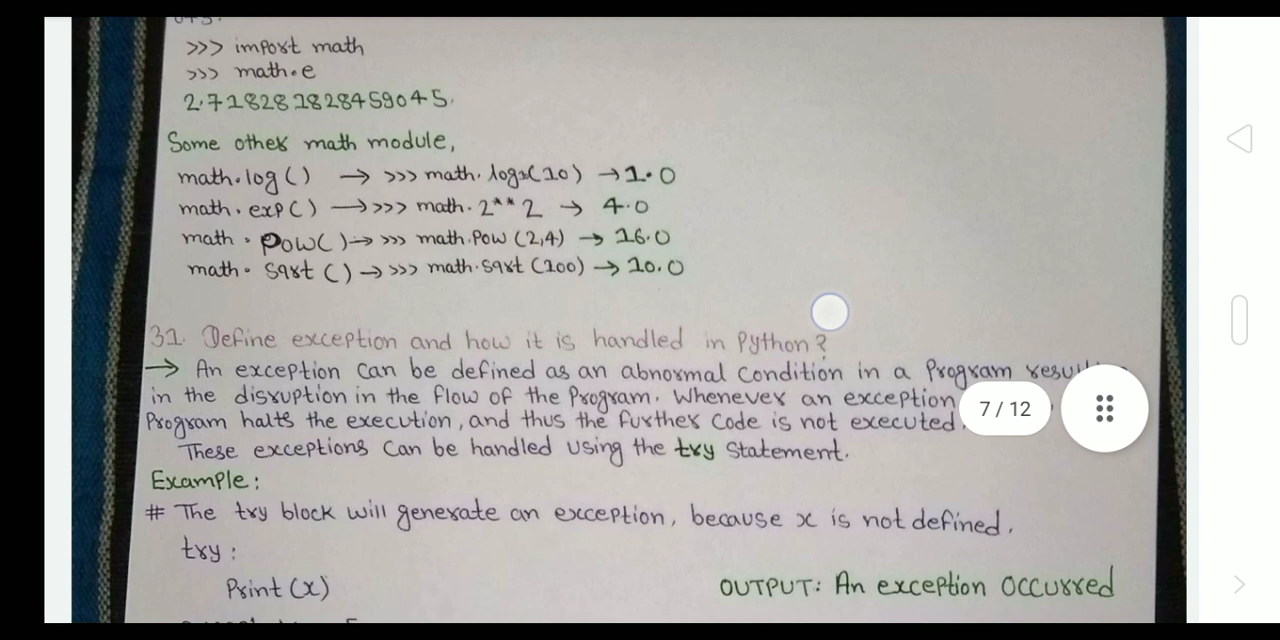 >>> import math
>>> math.e
2.718281828459045
Some other math module,
math.log() → >>> math. (10) → 1.0
math.exp() → >>> math.2**2 → 4.0
math.pow() → >>> math.pow (2,4) → 16.0
math.sqrt () → >>> math.sqrt (100) → 10.0
31. Define exception and how it is handled in Python?
→ An exception can be defined as an abnormal condition in a Program
in the disruption in the flow of the Program. Whenever an exception
Program halts the execution, and thus the further code is not executed.
7 / 12
These exceptions can be handled using the try statement.
Example:
# The try block will generate an exception, because x is not defined.
try:
Print (x)
OUTPUT: An exception occurred